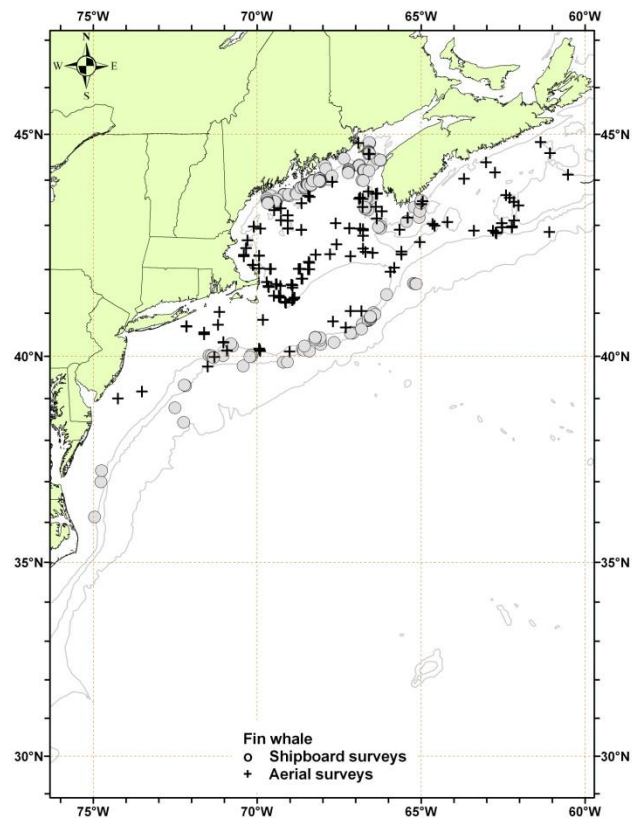 75°W 70°W 65°W 60°W
N
W E
S
45°N 45°N
40°N 40°N
35°N 35°N
30°N 30°N
Fin whale
Shipboard surveys
+ Aerial surveys
75°W 70°W 65°W 60°W